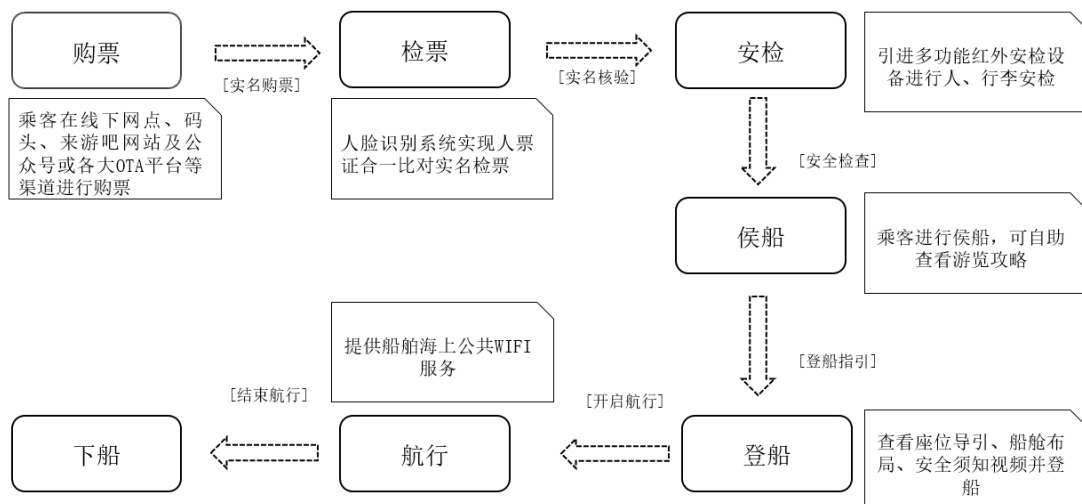 购票
检票
安检
[实名购票]
[实名核验]
引进多功能红外安检设
备进行人、行李安检
乘客在线下网点、码
头、来游吧网站及公
众号或各大OTA平台等
渠道进行购票
人脸识别系统实现人票
证合一比对实名检票
[安全检查]
侯船
乘客进行侯船，可自助
查看游览攻略
提供船舶海上公共WIFI
服务
[登船指引]
[结束航行]
[开启航行]
下船
航行
登船
查看座位导引、船舱布
局、安全须知视频并登
船